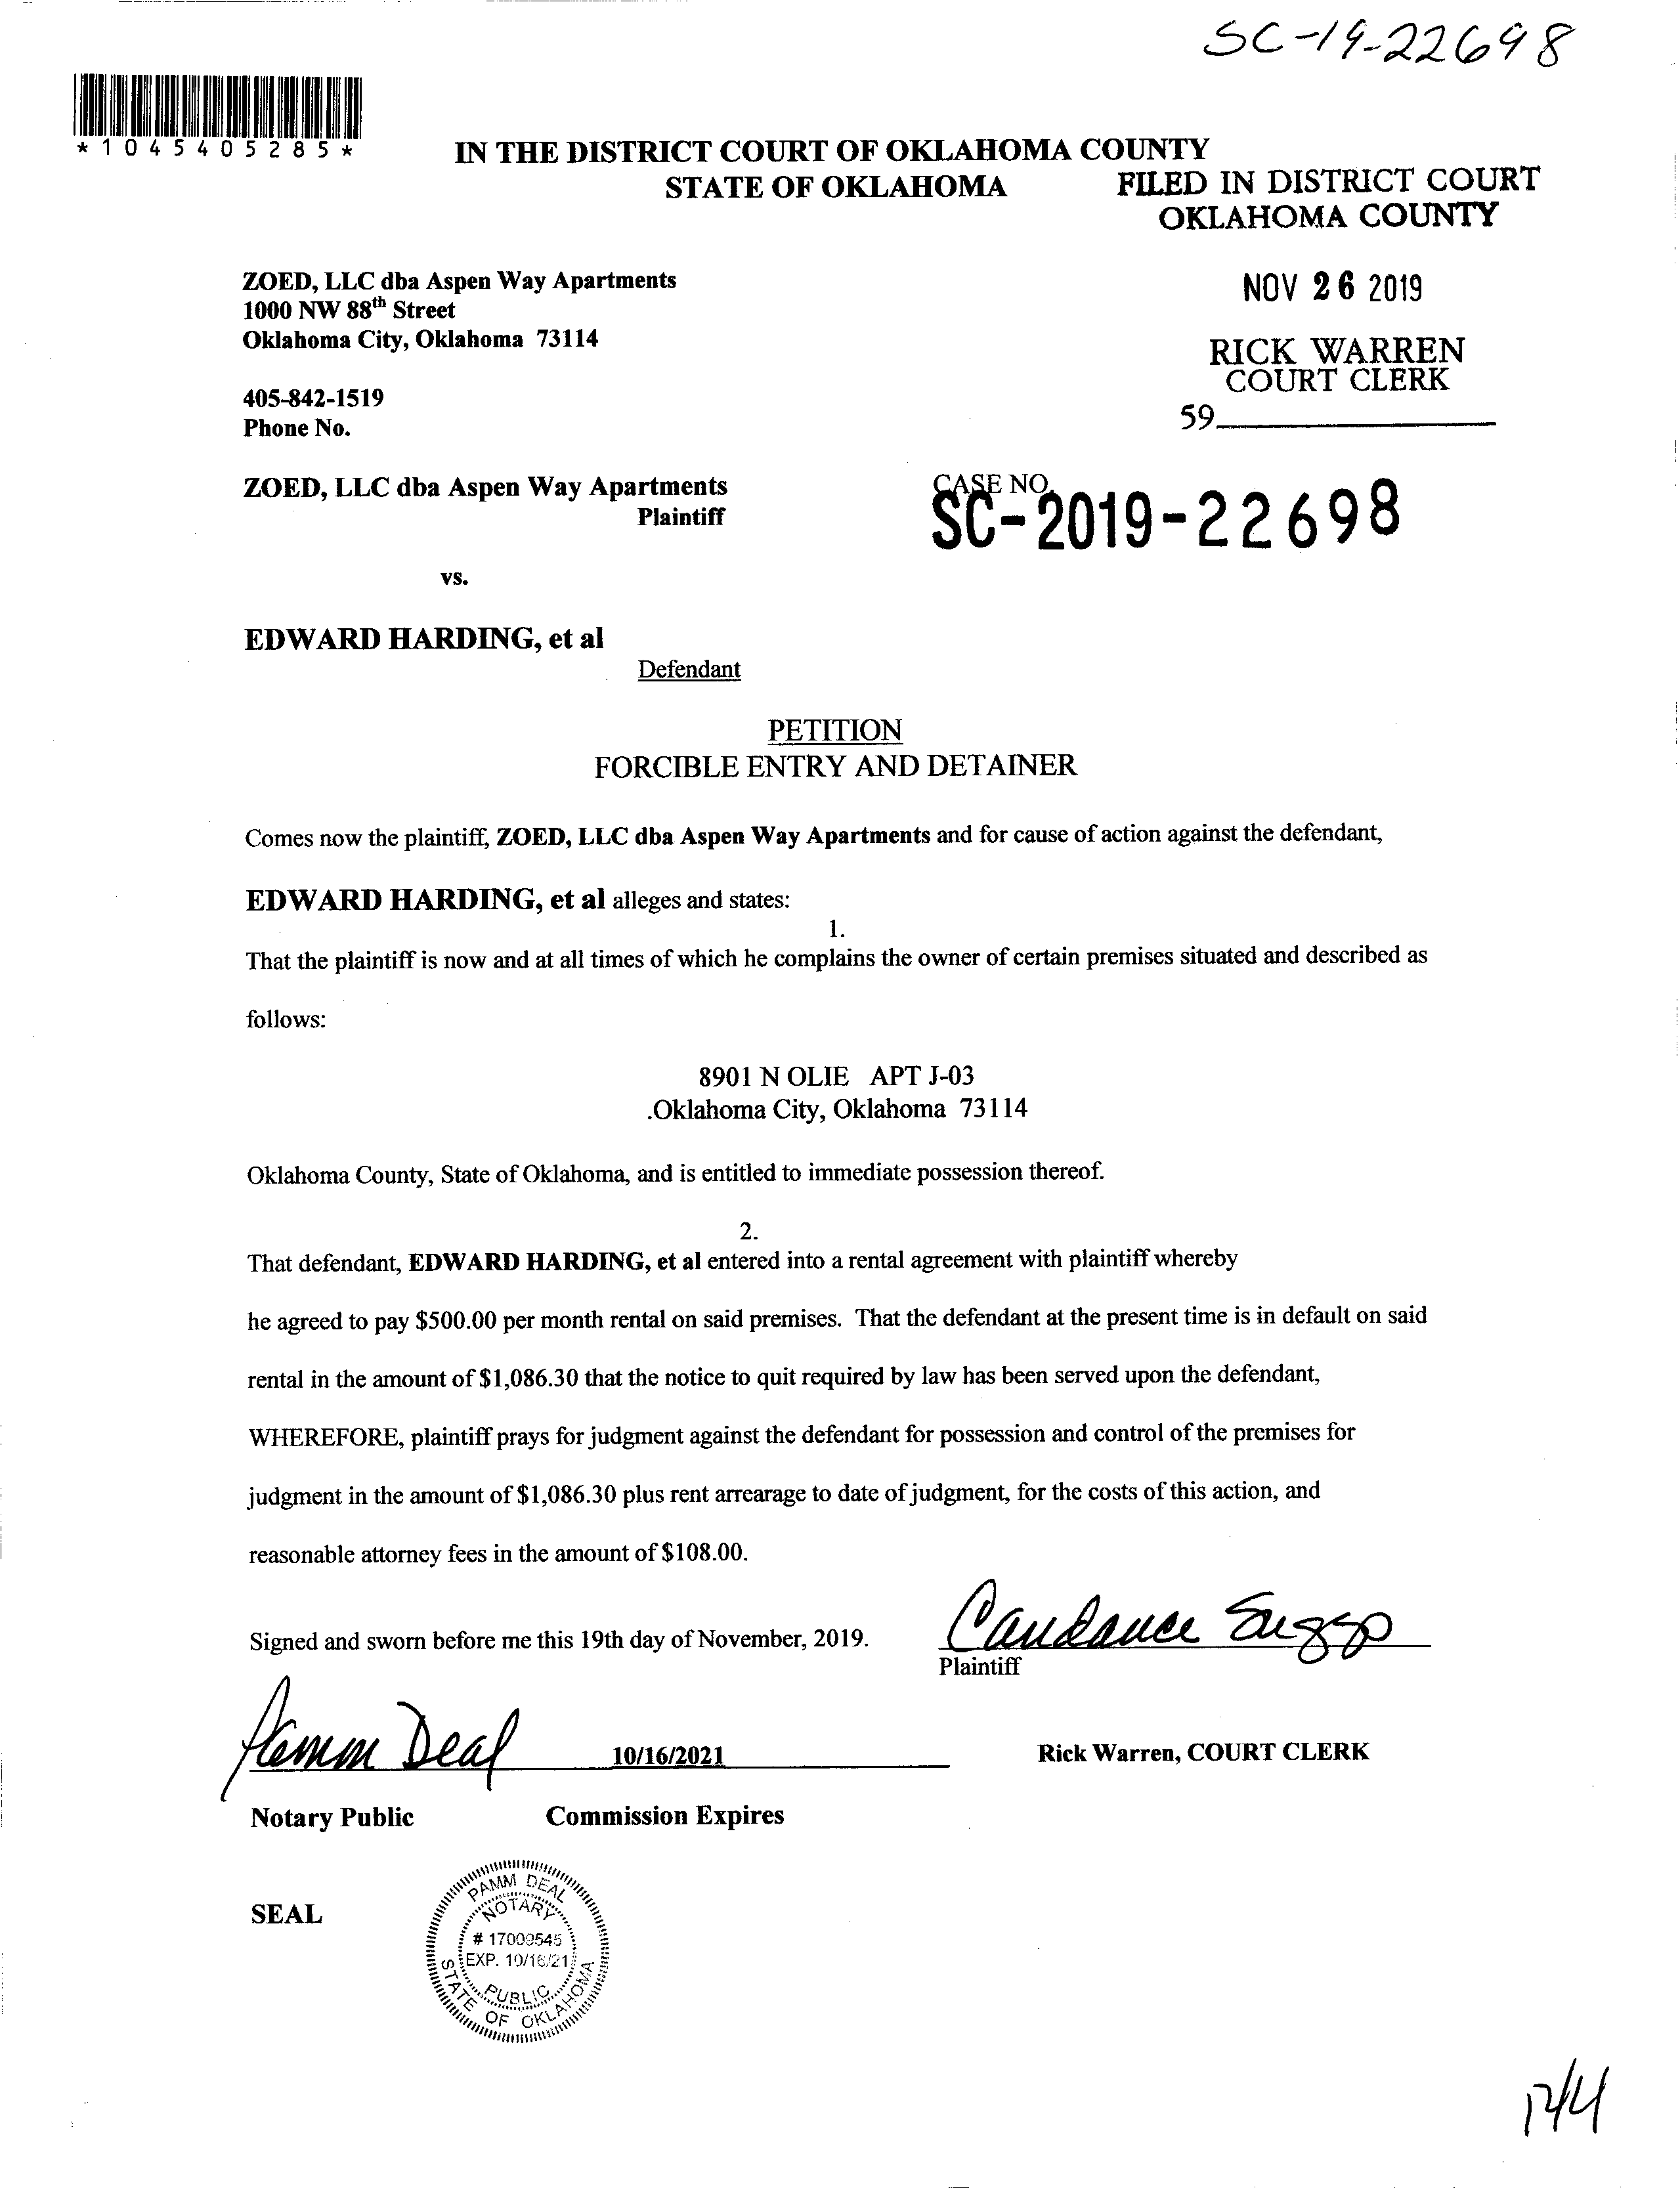 SC-19-22698
*1045405285*
IN THE DISTRICT COURT OF OKLAHOMA COUNTY
STATE OF OKLAHOMA
FILED IN DISTRICT COURT
OKLAHOMA COUNTY
ZOED, LLC dba Aspen Way Apartments
1000 NW 88th Street
Oklahoma City, Oklahoma 73114
NOV 26 2019
RICK WARREN
COURT CLERK
405-842-1519
Phone No.
59
ZOED, LLC dba Aspen Way Apartments
Plaintiff
CASE NO.
SC-2019-22698
vs.
EDWARD HARDING, et al
Defendant
PETITION
FORCIBLE ENTRY AND DETAINER
Comes now the plaintiff, ZOED, LLC dba Aspen Way Apartments and for cause of action against the defendant,
EDWARD HARDING, et al alleges and states:
1.
That the plaintiff is now and at all times of which he complains the owner of certain premises situated and described as
follows:
8901 N OLIE APT J-03
.Oklahoma City, Oklahoma 73114
Oklahoma County, State of Oklahoma, and is entitled to immediate possession thereof.
2.
That defendant, EDWARD HARDING, et al entered into a rental agreement with plaintiff whereby
he agreed to pay $500.00 per month rental on said premises. That the defendant at the present time is in default on said
rental in the amount of $1,086.30 that the notice to quit required by law has been served upon the defendant,
WHEREFORE, plaintiff prays for judgment against the defendant for possession and control of the premises for
judgment in the amount of $1,086.30 plus rent arrearage to date of judgment, for the costs of this action, and
reasonable attorney fees in the amount of $108.00.
Signed and sworn before me this 19th day of November, 2019.
Candance Suggs
Plaintiff
Pamm Deal
10/16/2021
Rick Warren, COURT CLERK
Notary Public Commission Expires
SEAL
PAMM DEAL
NOTARY
# 17009545
EXP. 10/16/21
PUBLIC
STATE OF OKLAHOMA